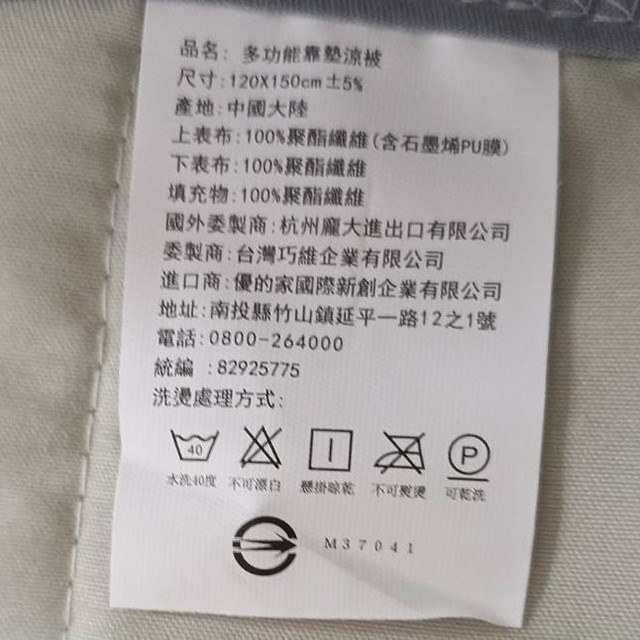 品名: 多功能靠墊涼被
尺寸:120X150cm±5%
產地:中國大陸
上表布:100%聚酯纖維(含石墨烯PU膜)
下表布:100%聚酯纖維
填充物:100%聚酯纖維
國外委製商:杭州龐大進出口有限公司
委製商:台灣巧維企業有限公司
進口商:優的家國際新創企業有限公司
地址:南投縣竹山鎮延平一路12之1號
電話:0800-264000
統編 :82925775
洗燙處理方式:
40 P
水洗40度 不可漂白 懸掛晾乾 不可熨燙 可乾洗
M37041